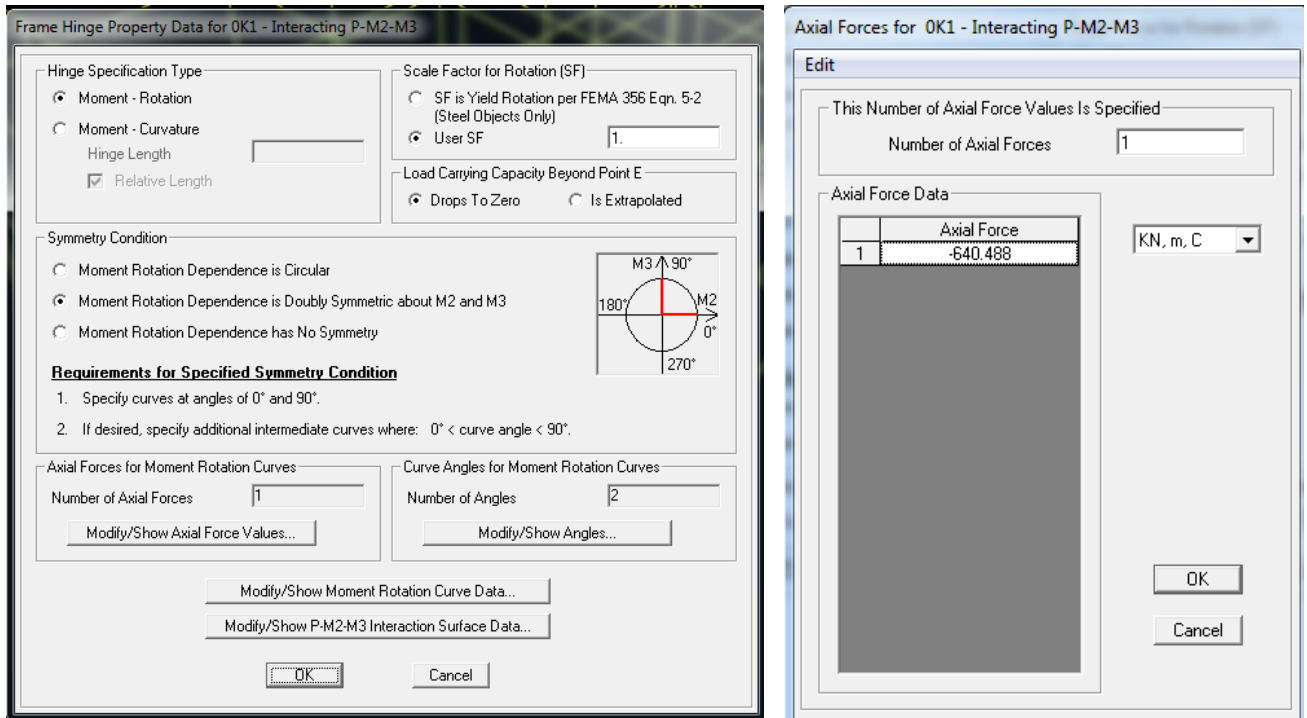 Frame Hinge Property Data for 0K1 - Interacting P-M2-M3
Hinge Specification Type
Moment - Rotation
Moment - Curvature
Hinge Length
Relative Length
Scale Factor for Rotation (SF)
SF is Yield Rotation per FEMA 356 Eqn. 5-2
(Steel Objects Only)
User SF 1.
Load Carrying Capacity Beyond Point E
Drops To Zero Is Extrapolated
Symmetry Condition
Moment Rotation Dependence is Circular
Moment Rotation Dependence is Doubly Symmetric about M2 and M3
Moment Rotation Dependence has No Symmetry
M3 90°
180° M2
0°
270°
Requirements for Specified Symmetry Condition
1. Specify curves at angles of 0° and 90°.
2. If desired, specify additional intermediate curves where: 0° < curve angle < 90°.
Axial Forces for Moment Rotation Curves
Number of Axial Forces 1
Modify/Show Axial Force Values...
Curve Angles for Moment Rotation Curves
Number of Angles 2
Modify/Show Angles...
Modify/Show Moment Rotation Curve Data...
Modify/Show P-M2-M3 Interaction Surface Data...
OK Cancel
Axial Forces for 0K1 - Interacting P-M2-M3
Edit
This Number of Axial Force Values Is Specified
Number of Axial Forces 1
Axial Force Data
Axial Force
1 -640.488
KN, m, C
OK
Cancel